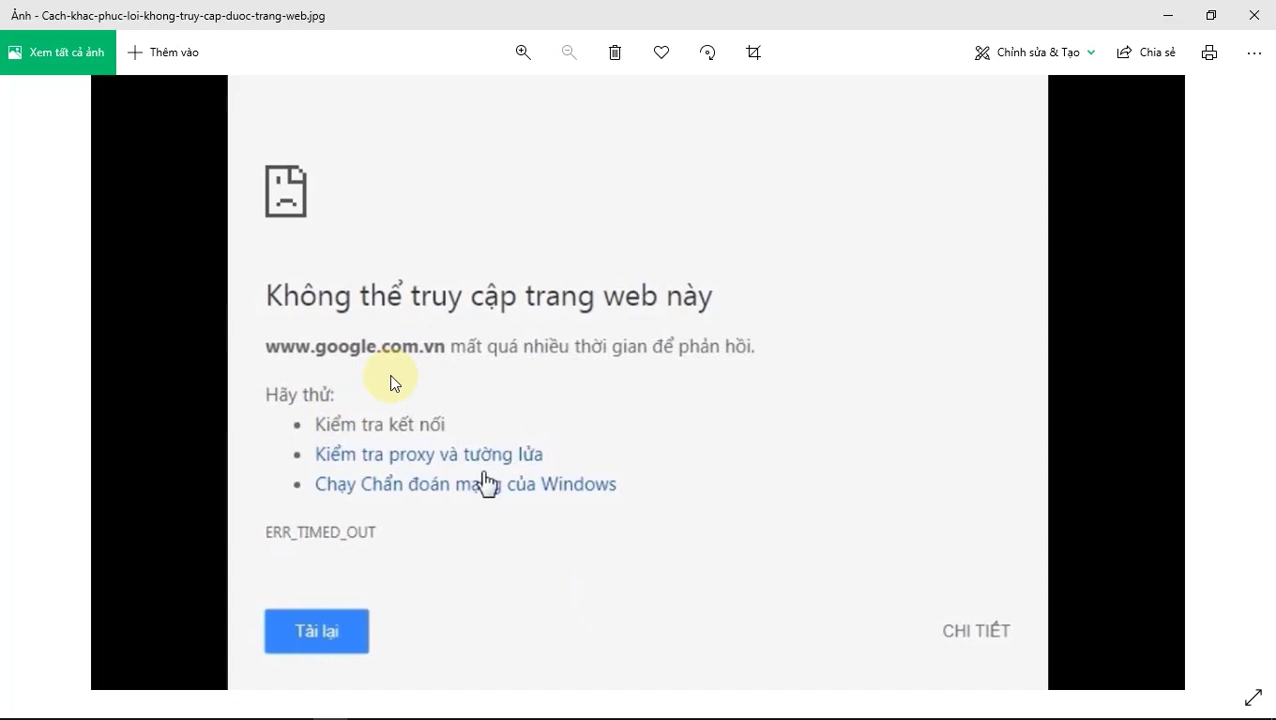 Ảnh - Cach-khac-phuc-loi-khong-truy-cap-duoc-trang-web.jpg
Xem tất cả ảnh
Thêm vào
Chỉnh sửa & Tạo
Chia sẻ
Không thể truy cập trang web này
www.google.com.vn mất quá nhiều thời gian để phản hồi.
Hãy thử:
• Kiểm tra kết nối
• Kiểm tra proxy và tường lửa
• Chạy Chẩn đoán mạng của Windows
ERR_TIMED_OUT
Tải lại
CHI TIẾT